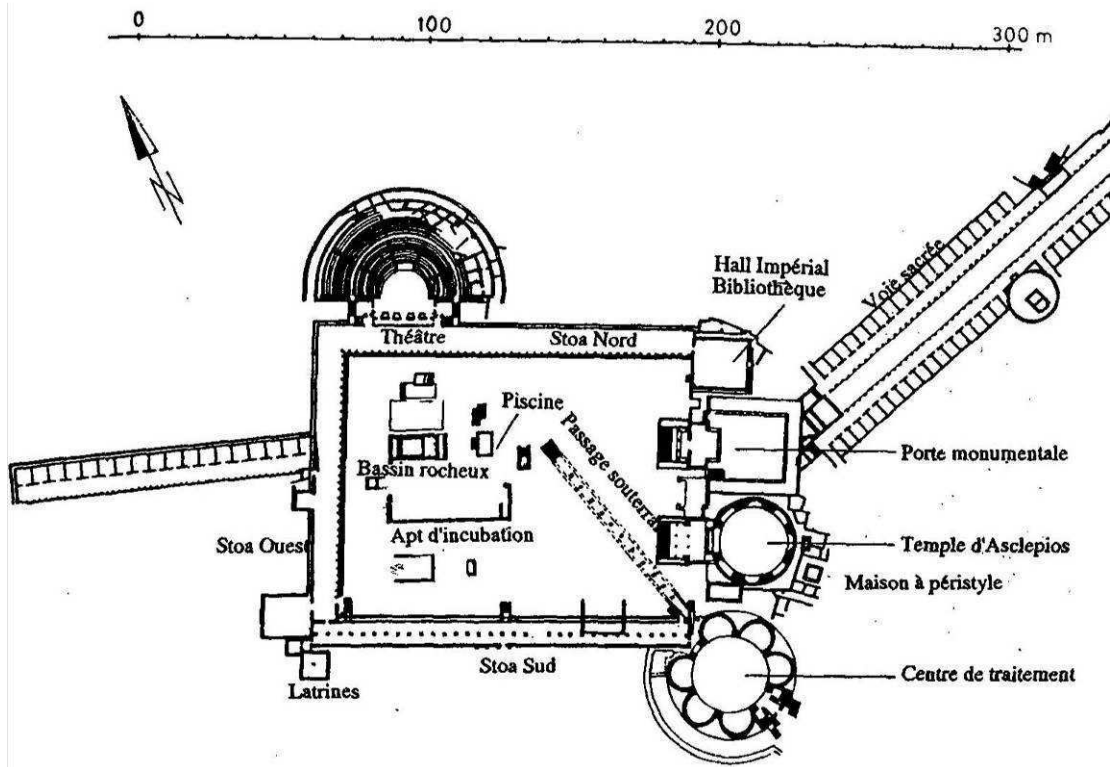 0 100 200 300 m
N
Hall Impérial
Bibliothèque
Voie sacrée
Théâtre
Stoa Nord
Piscine
Passage souterra
Bassin rocheux
Porte monumentale
Stoa Ouest
Apt d'incubation
Temple d'Asclepios
Maison à péristyle
Stoa Sud
Latrines
Centre de traitement